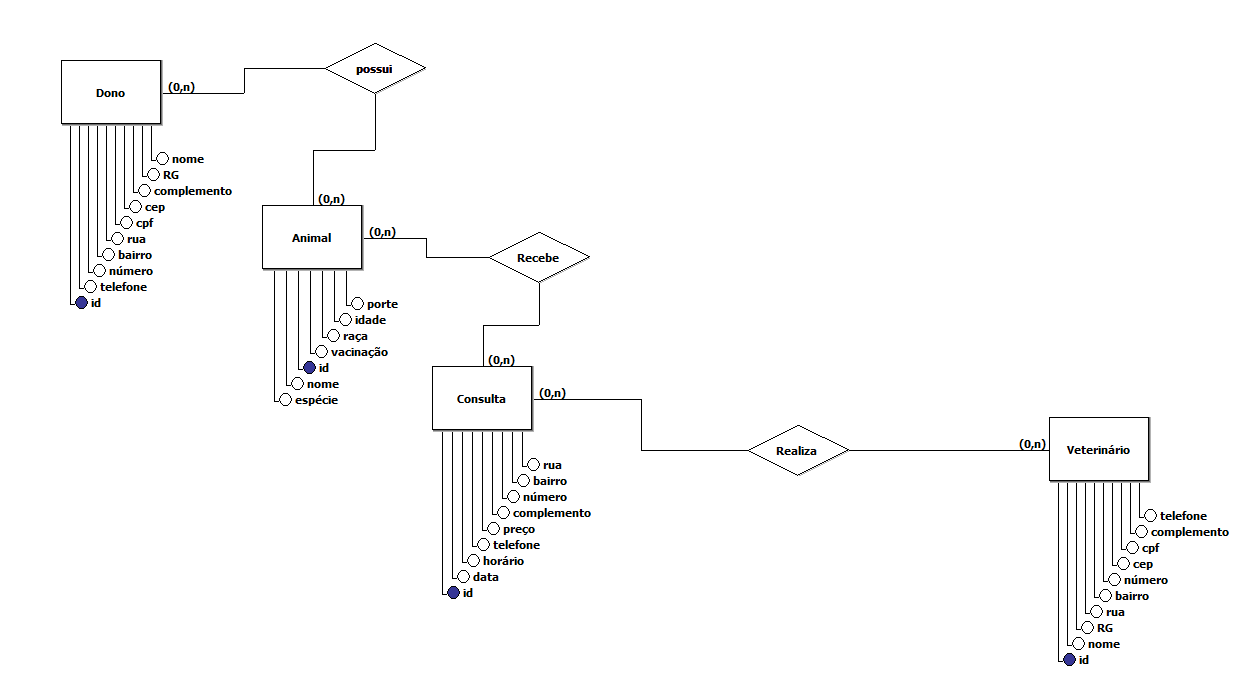 possui
Dono
(0,n)
nome
RG
complemento
cep
cpf
rua
bairro
número
telefone
id
(0,n)
Animal
(0,n)
Recebe
porte
idade
raça
vacinação
id
nome
espécie
(0,n)
Consulta
(0,n)
Realiza
(0,n)
Veterinário
rua
bairro
número
complemento
preço
telefone
horário
data
id
telefone
complemento
cpf
cep
número
bairro
rua
RG
nome
id